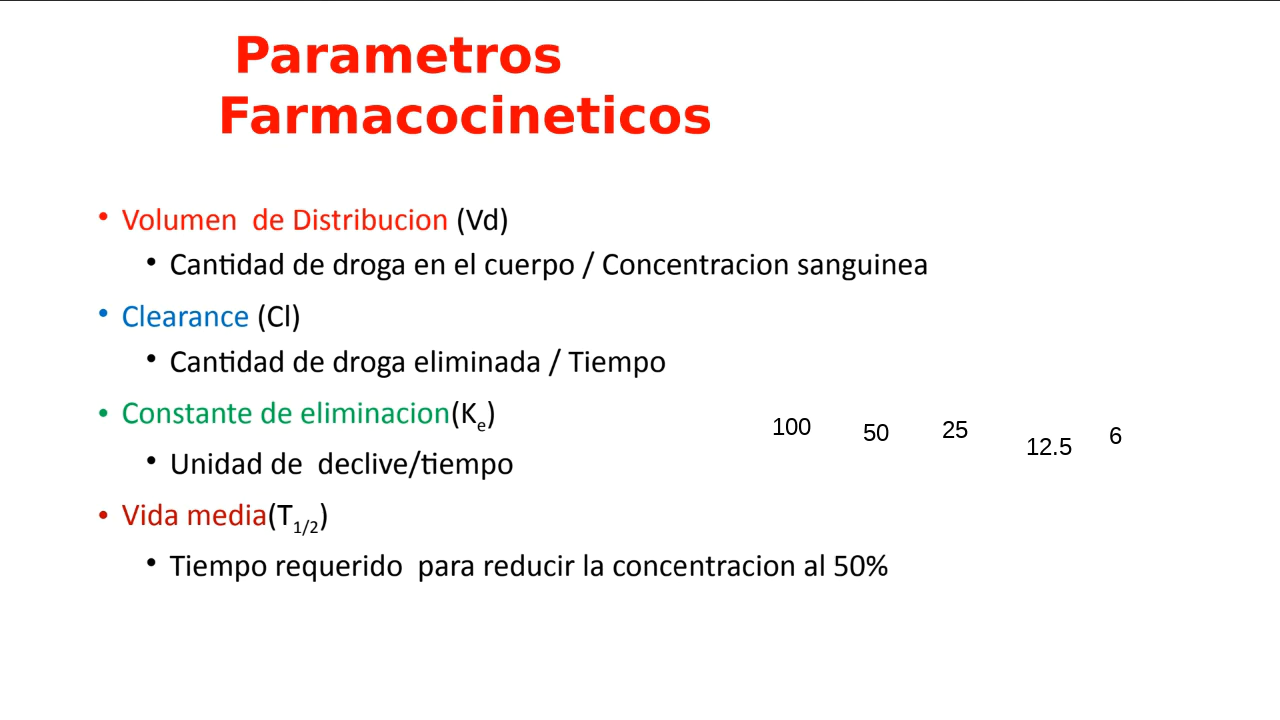 Parametros
Farmacocineticos
• Volumen  de Distribucion (Vd)
• Cantidad de droga en el cuerpo / Concentracion sanguinea
• Clearance (Cl)
• Cantidad de droga eliminada / Tiempo
• Constante de eliminacion(Ke)
100 50 25 12.5 6
• Unidad de  declive/tiempo
• Vida media(T1/2)
• Tiempo requerido  para reducir la concentracion al 50%